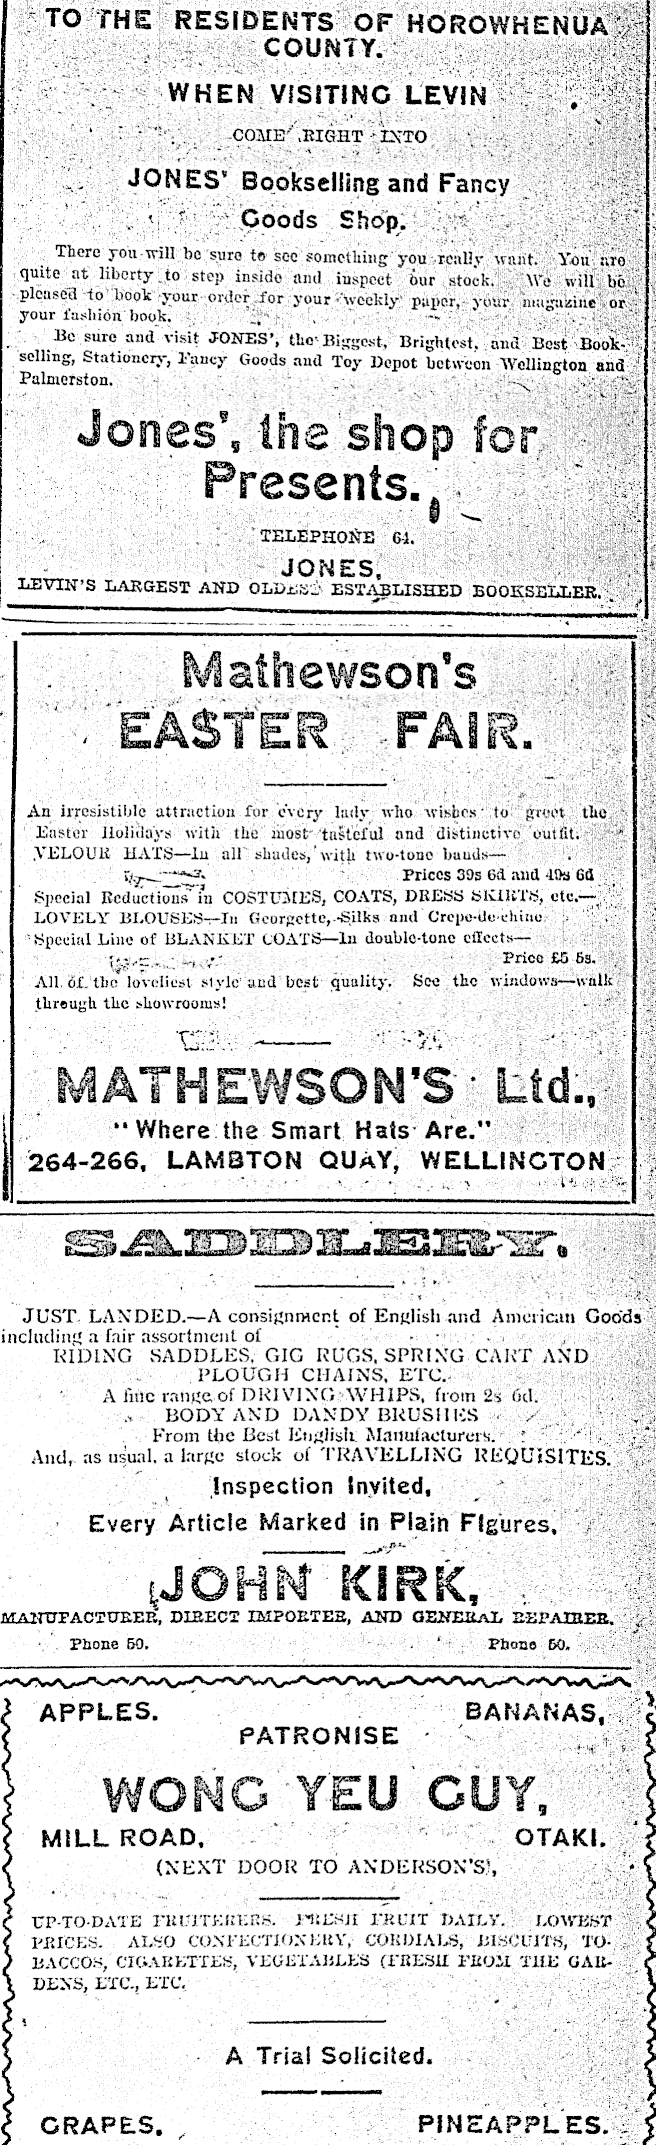 TO THE RESIDENTS OF HOROWHENUA
COUNTY.
WHEN VISITING LEVIN
COME RIGHT INTO
JONES' Bookselling and Fancy
Goods Shop.
There you will be sure to see something you really want. You are
quite at liberty to step inside and inspect our stock. We will be
pleased to book your order for your weekly paper, your magazine or
your fashion book.
Be sure and visit JONES', the Biggest, Brightest, and Best Book-
selling, Stationery, Fancy Goods and Toy Depot between Wellington and
Palmerston.
Jones', the shop for
Presents.
TELEPHONE 64.
JONES,
LEVIN'S LARGEST AND OLDEST ESTABLISHED BOOKSELLER.
Mathewson's
EASTER FAIR.
An irresistible attraction for every lady who wishes to greet the
Easter Holidays with the most tasteful and distinctive outfit.
VELOUR HATS—In all shades, with two-tone bands—
Prices 39s 6d and 49s 6d
Special Reductions in COSTUMES, COATS, DRESS SKIRTS, etc.—
LOVELY BLOUSES—In Georgette, Silks and Crepe-de-chine
Special Line of BLANKET COATS—In double-tone effects—
Price £5 5s.
All of the loveliest style and best quality. See the windows—walk
through the showrooms!
MATHEWSON'S Ltd.,
"Where the Smart Hats Are."
264-266, LAMBTON QUAY, WELLINGTON
SADDLERY.
JUST LANDED.—A consignment of English and American Goods
including a fair assortment of
RIDING SADDLES, GIG RUGS, SPRING CART AND
PLOUGH CHAINS, ETC.
A fine range of DRIVING WHIPS, from 2s 6d.
BODY AND DANDY BRUSHES
From the Best English Manufacturers.
And, as usual, a large stock of TRAVELLING REQUISITES.
Inspection Invited,
Every Article Marked in Plain Figures,
JOHN KIRK,
MANUFACTURER, DIRECT IMPORTER, AND GENERAL REPAIRER.
Phone 50. Phone 50.
APPLES. BANANAS,
PATRONISE
WONG YEU GUY,
MILL ROAD, OTAKI.
(NEXT DOOR TO ANDERSON'S),
UP-TO-DATE FRUITERERS. FRESH FRUIT DAILY. LOWEST
PRICES. ALSO CONFECTIONERY, CORDIALS, BISCUITS, TO-
BACCOS, CIGARETTES, VEGETABLES (FRESH FROM THE GAR-
DENS, ETC., ETC.
A Trial Solicited.
GRAPES. PINEAPPLES.